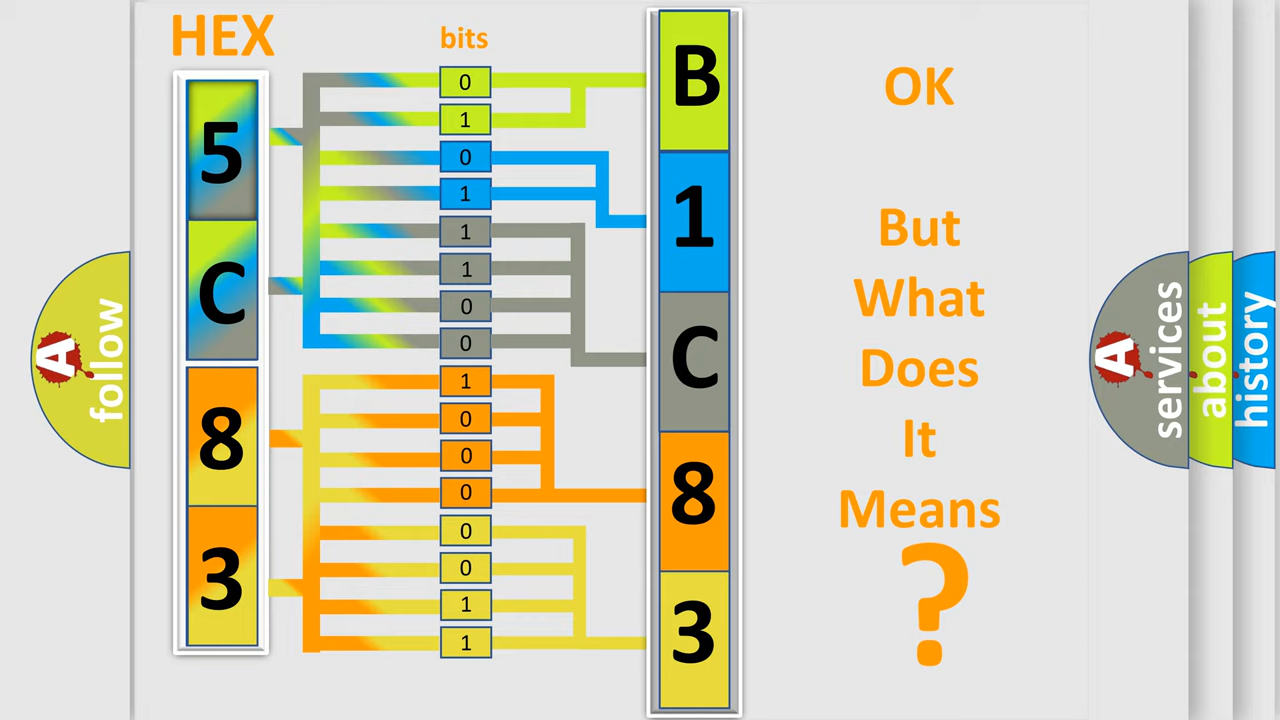 HEX
bits
5
C
8
3
0
1
0
1
1
1
0
0
1
0
0
0
0
0
1
1
B
1
C
8
3
OK
But
What
Does
It
Means
?
A
follow
A
services
about
history